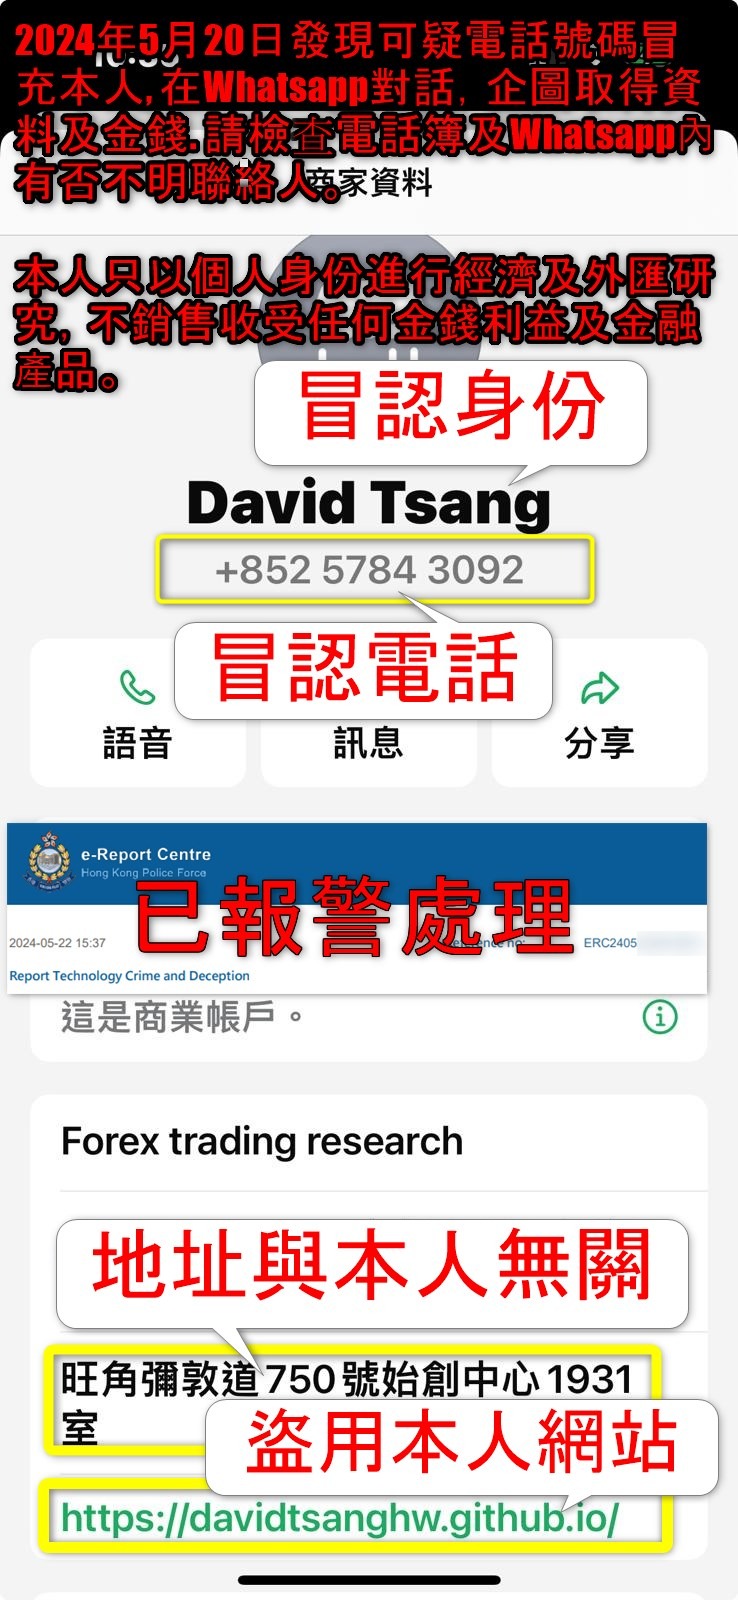 2024年5月20日發現可疑電話號碼冒
充本人,在Whatsapp對話, 企圖取得資
料及金錢.請檢查電話簿及Whatsapp內
有否不明聯絡人。
商家資料
本人只以個人身份進行經濟及外匯研
究, 不銷售收受任何金錢利益及金融
產品。
冒認身份
David Tsang
+852 5784 3092
冒認電話
語音
訊息
分享
e-Report Centre
Hong Kong Police Force
已報警處理
2024-05-22 15:37
Reference no:
ERC2405
Report Technology Crime and Deception
這是商業帳戶。
Forex trading research
地址與本人無關
旺角彌敦道750號始創中心1931
室
盜用本人網站
https://davidtsanghw.github.io/